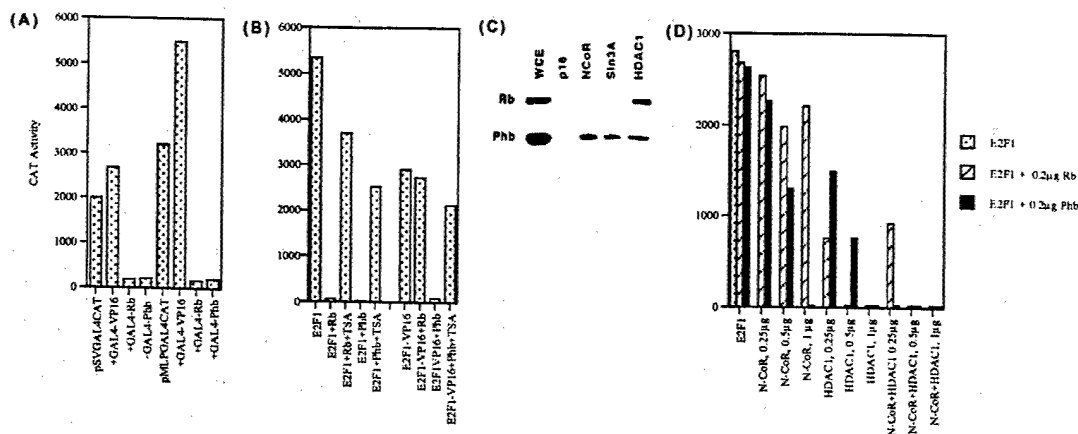 (A)
CAT Activity
6000
5000
4000
3000
2000
1000
0
pSVGAL4CAT
+GAL4-VP16
+GAL4-Rb
-GAL4-Phb
pMLPGAL4CAT
+GAL4-VP16
+GAL4-Rb
+GAL4-Phb
(B)
6000
5000
4000
3000
2000
1000
0
E2F1
E2F1+Rb
E2F1+Rb+TSA
E2F1+Phb
E2F1+Phb+TSA
E2F1-VP16
E2F1-VP16+Rb
E2F1VP16+Phb
E2F1-VP16+Phb+TSA
(C)
WCE
p16
NCoR
Sin3A
HDAC1
Rb
Phb
(D)
3000
2000
1000
0
E2F1
N-CoR, 0.25µg
N-CoR, 0.5µg
N-CoR, 1µg
HDAC1, 0.25µg
HDAC1, 0.5µg
HDAC1, 1µg
N-CoR+HDAC1 0.25µg
N-CoR+HDAC1, 0.5µg
N-CoR+HDAC1, 1µg
E2F1
E2F1 + 0.2µg Rb
E2F1 + 0.2µg Phb